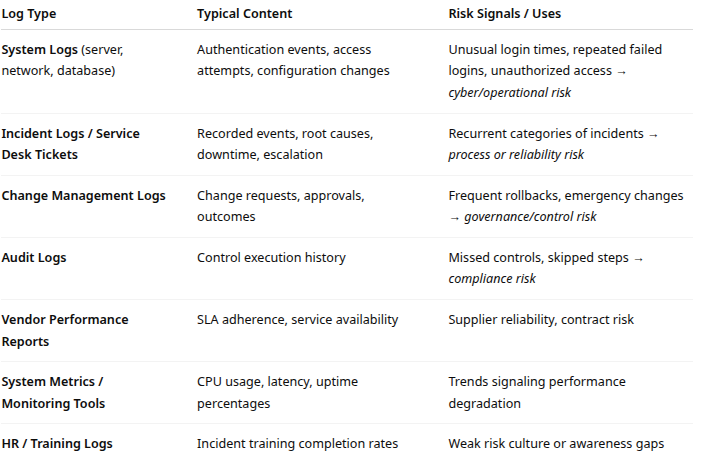 Log Type Typical Content Risk Signals / Uses
System Logs (server, network, database) Authentication events, access attempts, configuration changes Unusual login times, repeated failed logins, unauthorized access → cyber/operational risk
Incident Logs / Service Desk Tickets Recorded events, root causes, downtime, escalation Recurrent categories of incidents → process or reliability risk
Change Management Logs Change requests, approvals, outcomes Frequent rollbacks, emergency changes → governance/control risk
Audit Logs Control execution history Missed controls, skipped steps → compliance risk
Vendor Performance Reports SLA adherence, service availability Supplier reliability, contract risk
System Metrics / Monitoring Tools CPU usage, latency, uptime percentages Trends signaling performance degradation
HR / Training Logs Incident training completion rates Weak risk culture or awareness gaps